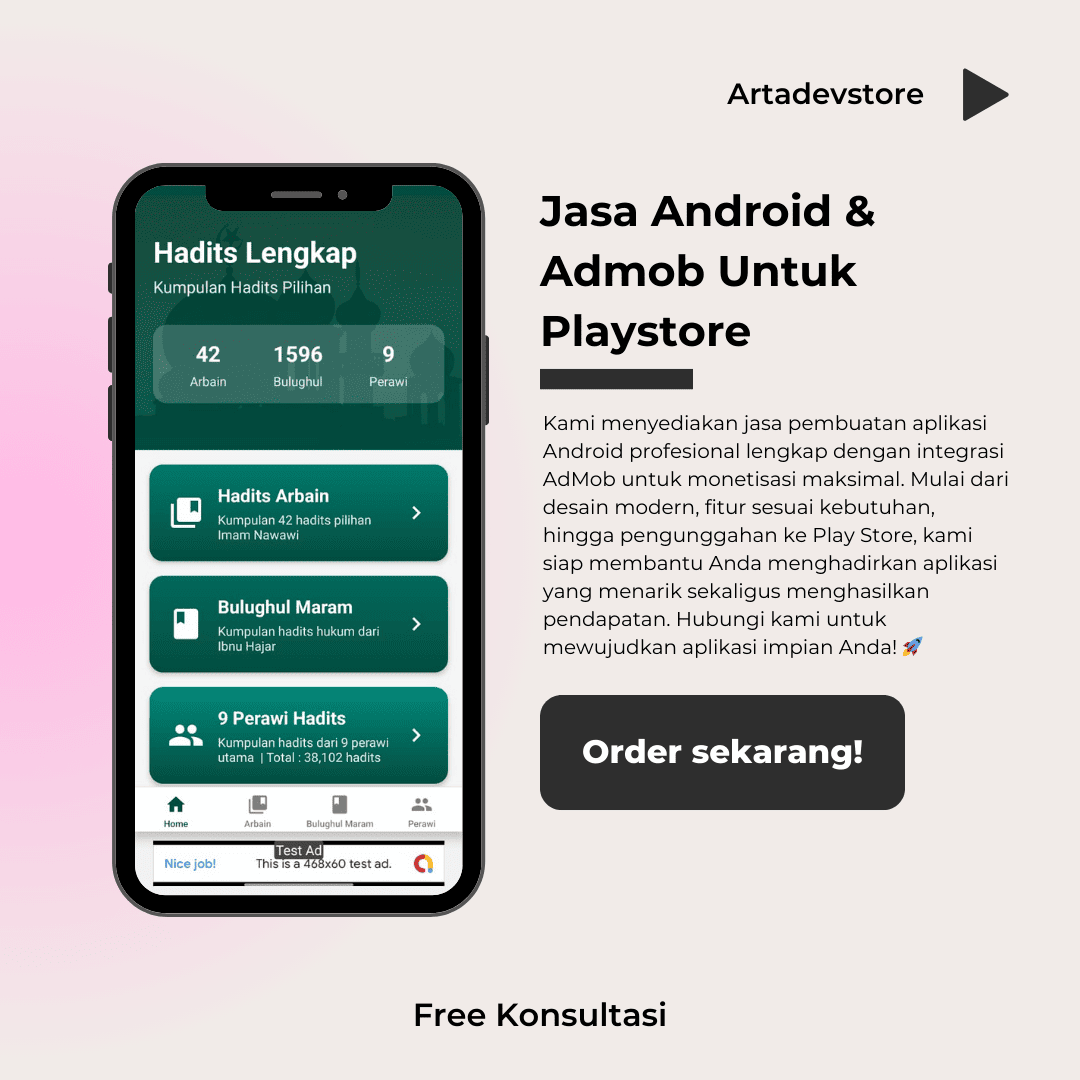 Artadevstore
Hadits Lengkap
Kumpulan Hadits Pilihan
42 1596 9
Arbain Bulughul Perawi
Hadits Arbain
Kumpulan 42 hadits pilihan
Imam Nawawi
Bulughul Maram
Kumpulan hadits hukum dari
Ibnu Hajar
9 Perawi Hadits
Kumpulan hadits dari 9 perawi
utama | Total : 38,102 hadits
Home Arbain Bulughul Maram Perawi
Test Ad
Nice job! This is a 468x60 test ad.
Jasa Android &
Admob Untuk
Playstore
Kami menyediakan jasa pembuatan aplikasi
Android profesional lengkap dengan integrasi
AdMob untuk monetisasi maksimal. Mulai dari
desain modern, fitur sesuai kebutuhan,
hingga pengunggahan ke Play Store, kami
siap membantu Anda menghadirkan aplikasi
yang menarik sekaligus menghasilkan
pendapatan. Hubungi kami untuk
mewujudkan aplikasi impian Anda! 🚀
Order sekarang!
Free Konsultasi